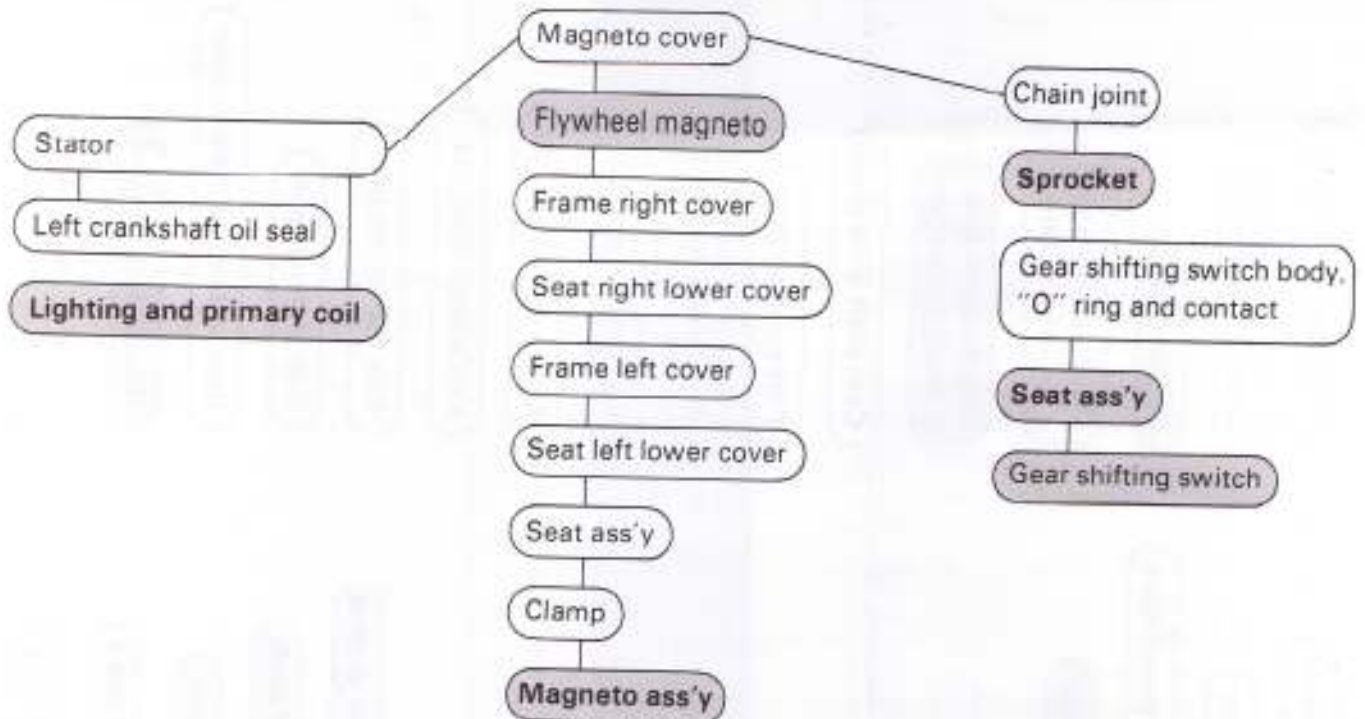 Magneto cover
Flywheel magneto
Frame right cover
Seat right lower cover
Frame left cover
Seat left lower cover
Seat ass'y
Clamp
Magneto ass'y
Stator
Left crankshaft oil seal
Lighting and primary coil
Chain joint
Sprocket
Gear shifting switch body.
"O" ring and contact
Seat ass'y
Gear shifting switch